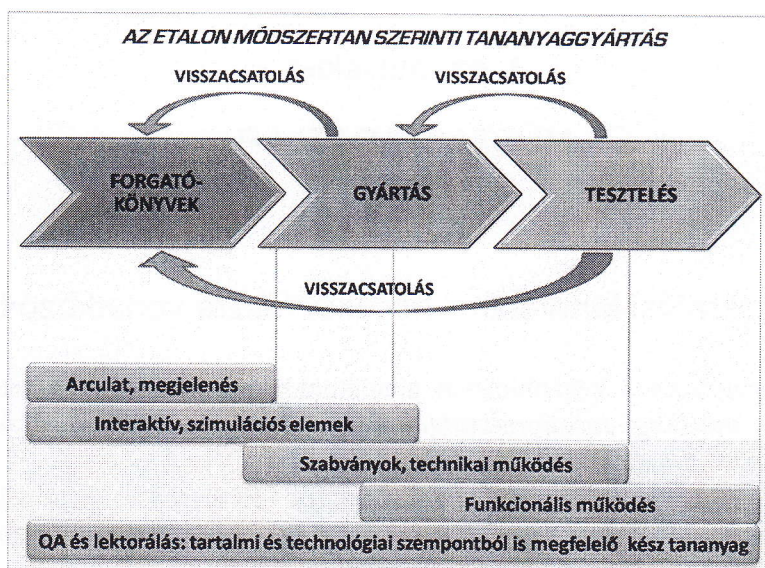 AZ ETALON MÓDSZERTAN SZERINTI TANANYAGGYÁRTÁS
VISSZACSATOLÁS
VISSZACSATOLÁS
FORGATÓ-
KÖNYVEK
GYÁRTÁS
TESZTELÉS
VISSZACSATOLÁS
Arculat, megjelenés
Interaktív, szimulációs elemek
Szabványok, technikai működés
Funkcionális működés
QA és lektorálás: tartalmi és technológiai szempontból is megfelelő kész tananyag